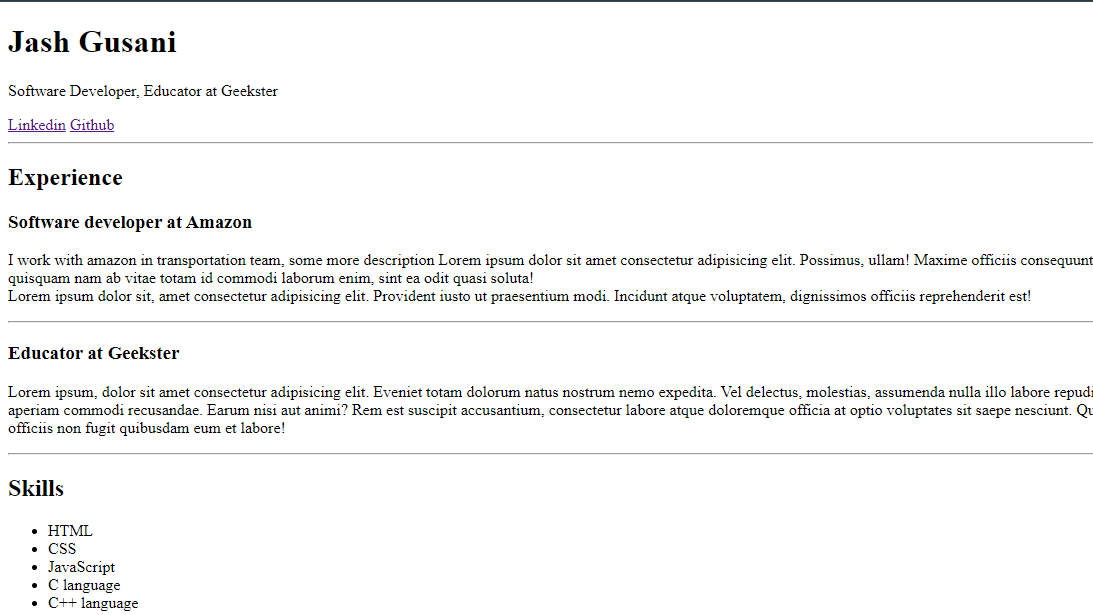 Jash Gusani
Software Developer, Educator at Geekster
Linkedin Github
Experience
Software developer at Amazon
I work with amazon in transportation team, some more description Lorem ipsum dolor sit amet consectetur adipisicing elit. Possimus, ullam! Maxime officiis consequunt
quisquam nam ab vitae totam id commodi laborum enim, sint ea odit quasi soluta!
Lorem ipsum dolor sit, amet consectetur adipisicing elit. Provident iusto ut praesentium modi. Incidunt atque voluptatem, dignissimos officiis reprehenderit est!
Educator at Geekster
Lorem ipsum, dolor sit amet consectetur adipisicing elit. Eveniet totam dolorum natus nostrum nemo expedita. Vel delectus, molestias, assumenda nulla illo labore repudi
aperiam commodi recusandae. Earum nisi aut animi? Rem est suscipit accusantium, consectetur labore atque doloremque officia at optio voluptates sit saepe nesciunt. Qu
officiis non fugit quibusdam eum et labore!
Skills
• HTML
• CSS
• JavaScript
• C language
• C++ language